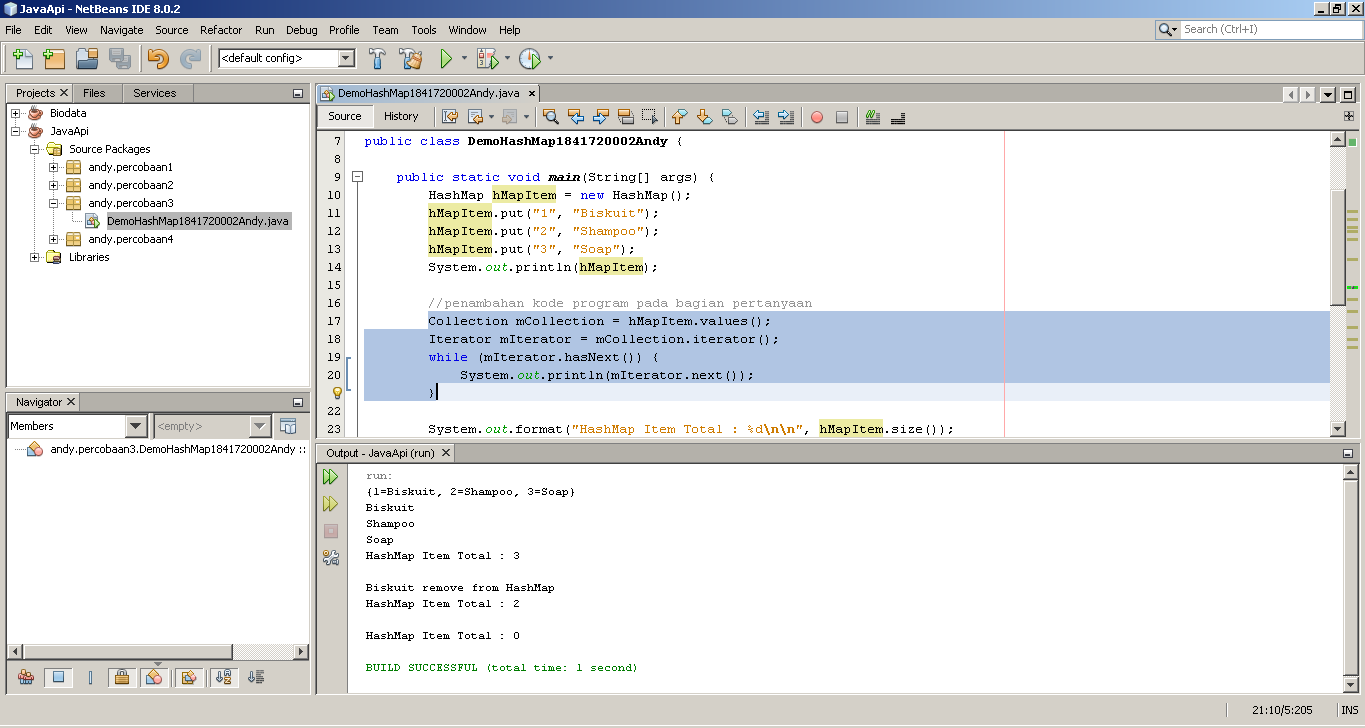 JavaApi - NetBeans IDE 8.0.2
File Edit View Navigate Source Refactor Run Debug Profile Team Tools Window Help
Search (Ctrl+I)
<default config>
Projects Files Services
Biodata
JavaApi
Source Packages
andy.percobaan1
andy.percobaan2
andy.percobaan3
DemoHashMap1841720002Andy.java
andy.percobaan4
Libraries
Navigator
Members <empty>
andy.percobaan3.DemoHashMap1841720002Andy ::
DemoHashMap1841720002Andy.java
Source History
7 public class DemoHashMap1841720002Andy {
8
9 public static void main(String[] args) {
10 HashMap hMapItem = new HashMap();
11 hMapItem.put("1", "Biskuit");
12 hMapItem.put("2", "Shampoo");
13 hMapItem.put("3", "Soap");
14 System.out.println(hMapItem);
15
16 //penambahan kode program pada bagian pertanyaan
17 Collection mCollection = hMapItem.values();
18 Iterator mIterator = mCollection.iterator();
19 while (mIterator.hasNext()) {
20 System.out.println(mIterator.next());
}
22
23 System.out.format("HashMap Item Total : %d\n\n", hMapItem.size());
Output - JavaApi (run)
run:
{1=Biskuit, 2=Shampoo, 3=Soap}
Biskuit
Shampoo
Soap
HashMap Item Total : 3
Biskuit remove from HashMap
HashMap Item Total : 2
HashMap Item Total : 0
BUILD SUCCESSFUL (total time: 1 second)
21:10/5:205 INS